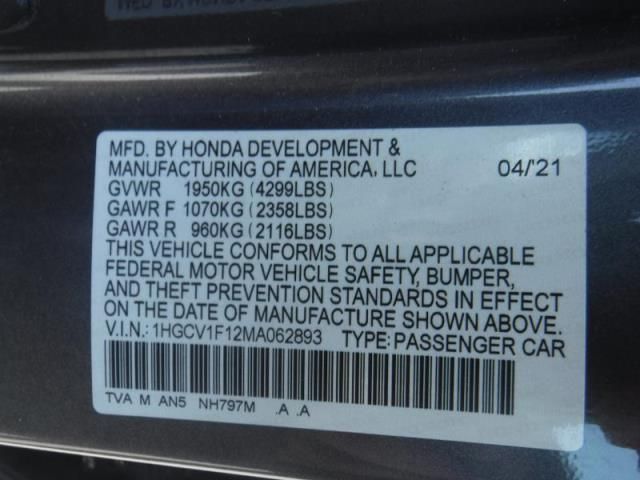 MFD. BY HONDA DEVELOPMENT &
MANUFACTURING OF AMERICA, LLC 04/'21
GVWR 1950KG (4299LBS)
GAWR F 1070KG (2358LBS)
GAWR R 960KG (2116LBS)
THIS VEHICLE CONFORMS TO ALL APPLICABLE
FEDERAL MOTOR VEHICLE SAFETY, BUMPER,
AND THEFT PREVENTION STANDARDS IN EFFECT
ON THE DATE OF MANUFACTURE SHOWN ABOVE.
V.I.N.: 1HGCV1F12MA062893 TYPE: PASSENGER CAR
TVA M AN5 NH797M .A .A